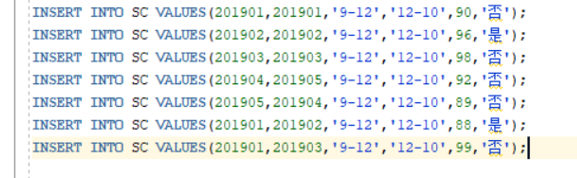 INSERT INTO SC VALUES(201901,201901,'9-12','12-10',90,'否');
INSERT INTO SC VALUES(201902,201902,'9-12','12-10',96,'是');
INSERT INTO SC VALUES(201903,201903,'9-12','12-10',98,'否');
INSERT INTO SC VALUES(201904,201905,'9-12','12-10',92,'否');
INSERT INTO SC VALUES(201905,201904,'9-12','12-10',89,'否');
INSERT INTO SC VALUES(201901,201902,'9-12','12-10',88,'是');
INSERT INTO SC VALUES(201901,201903,'9-12','12-10',99,'否');